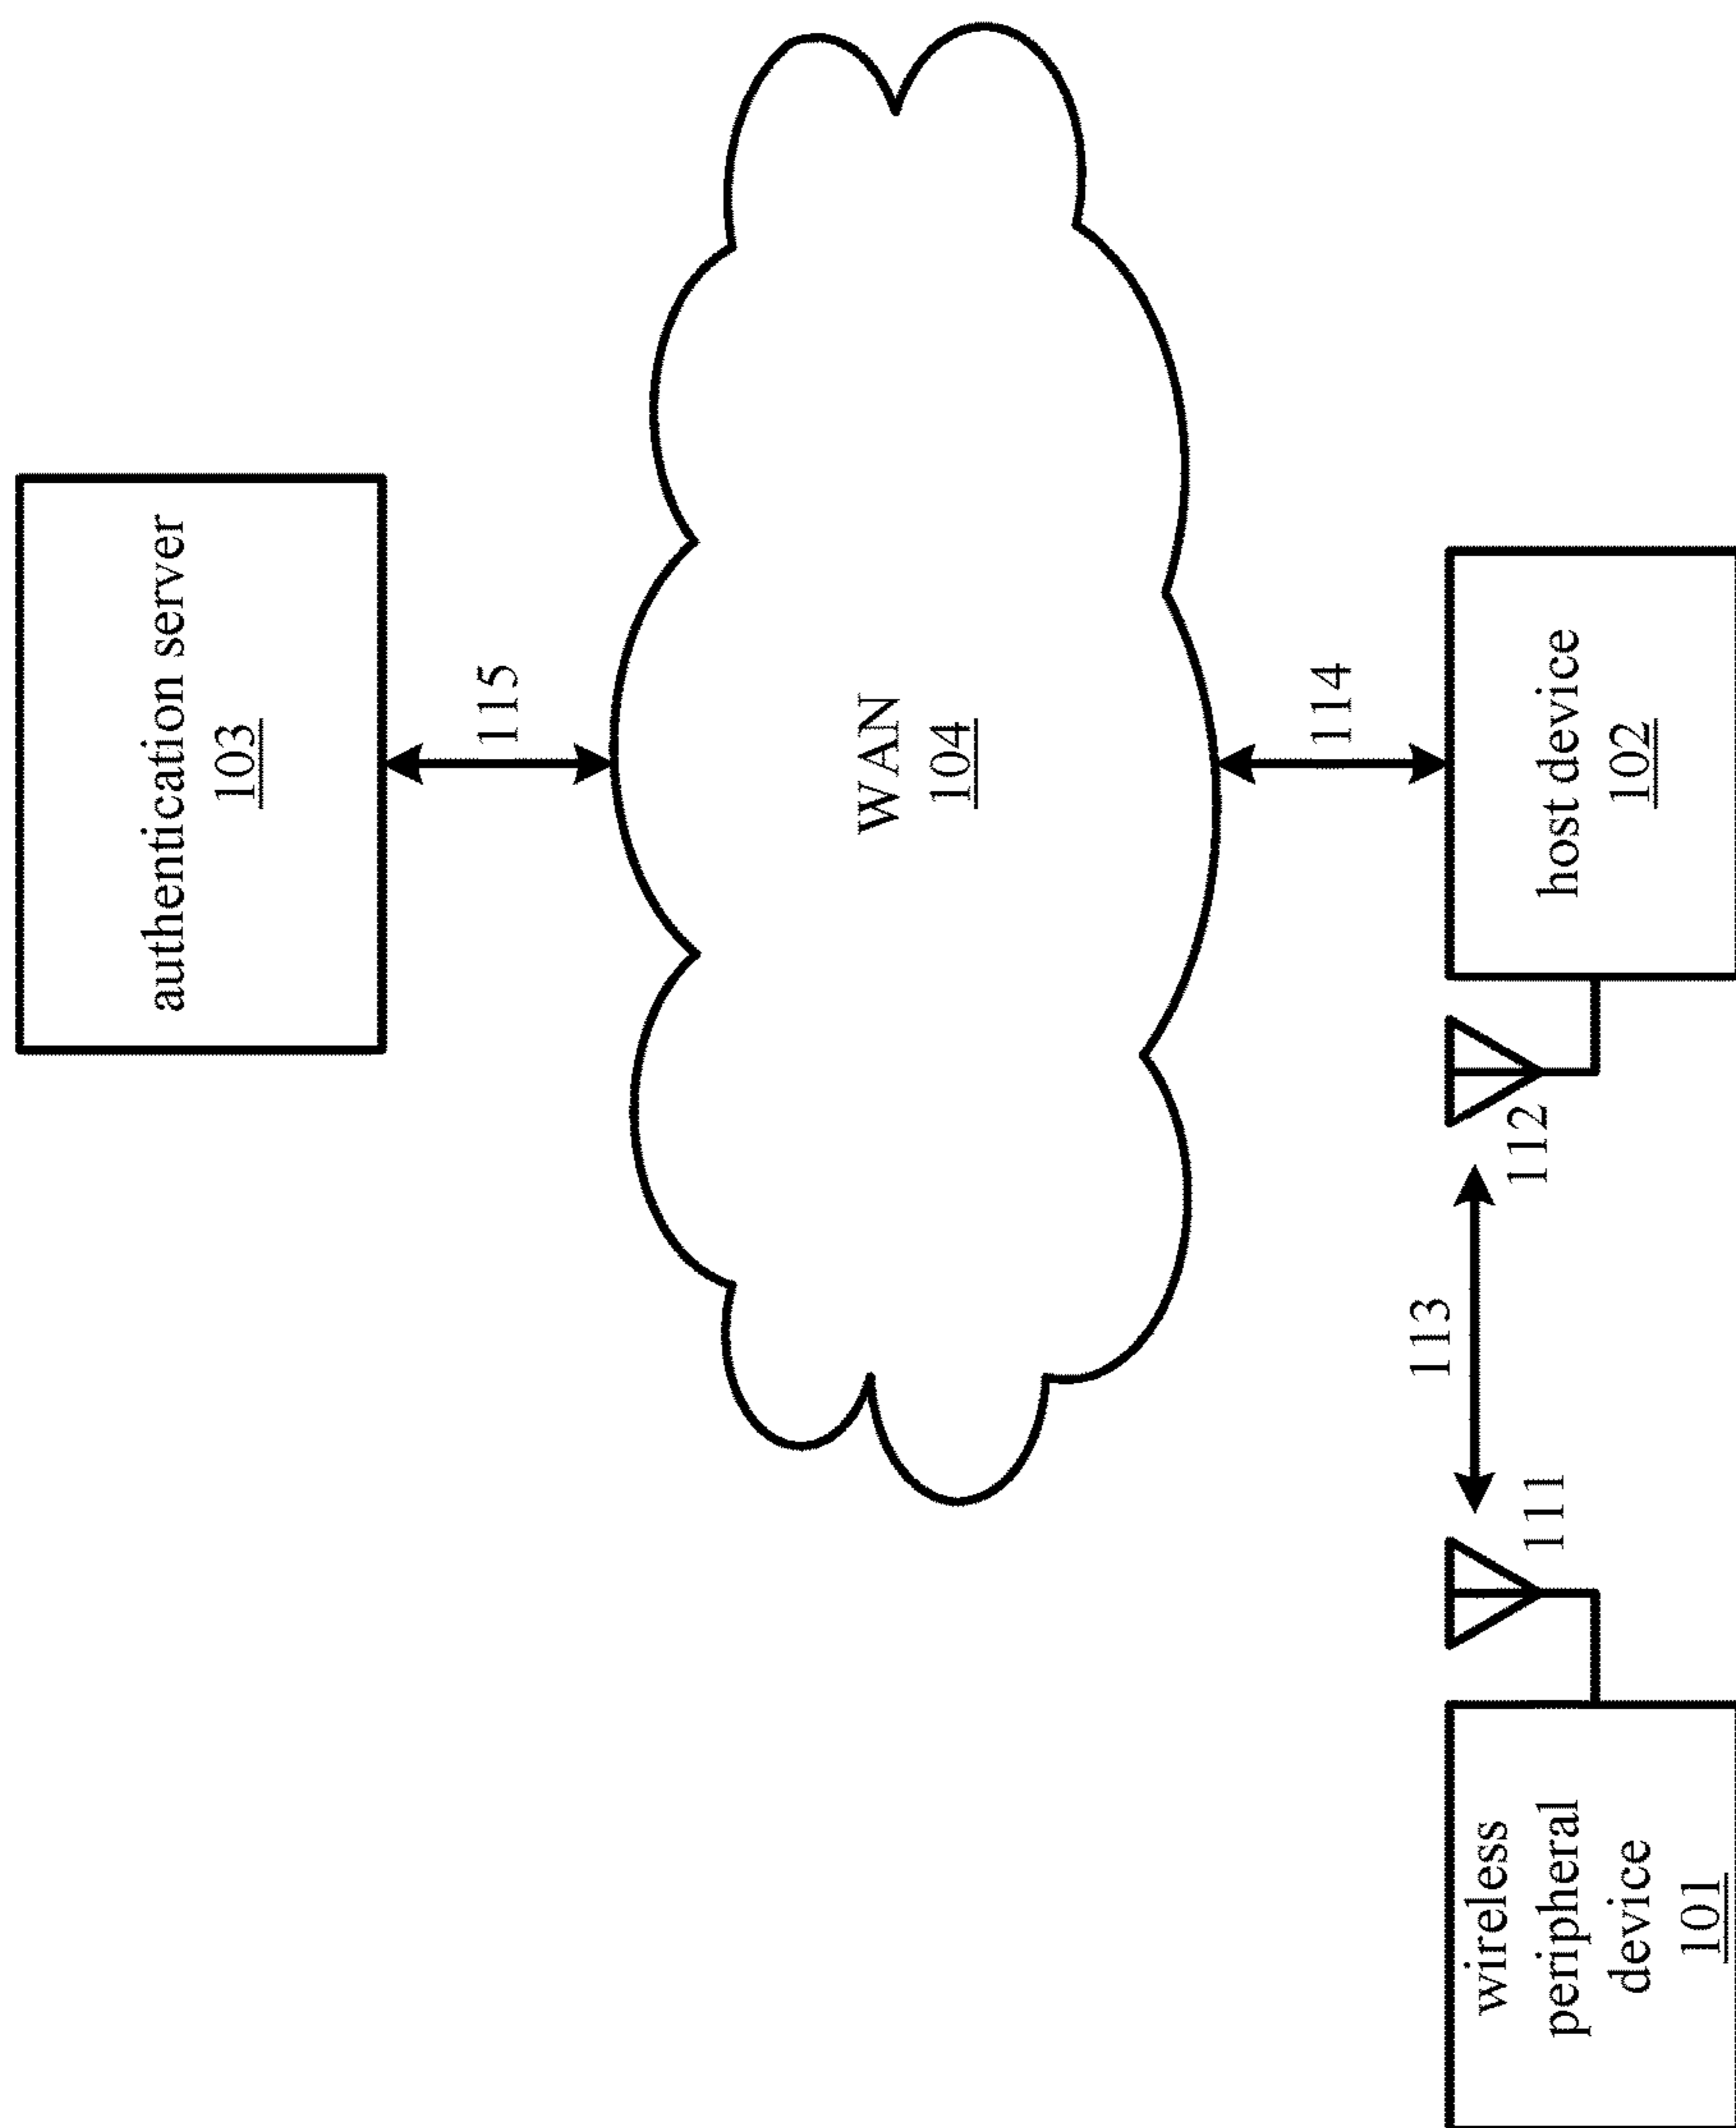 authentication server
103
115
WAN
104
114
113
111
112
wireless
peripheral
device
101
host device
102